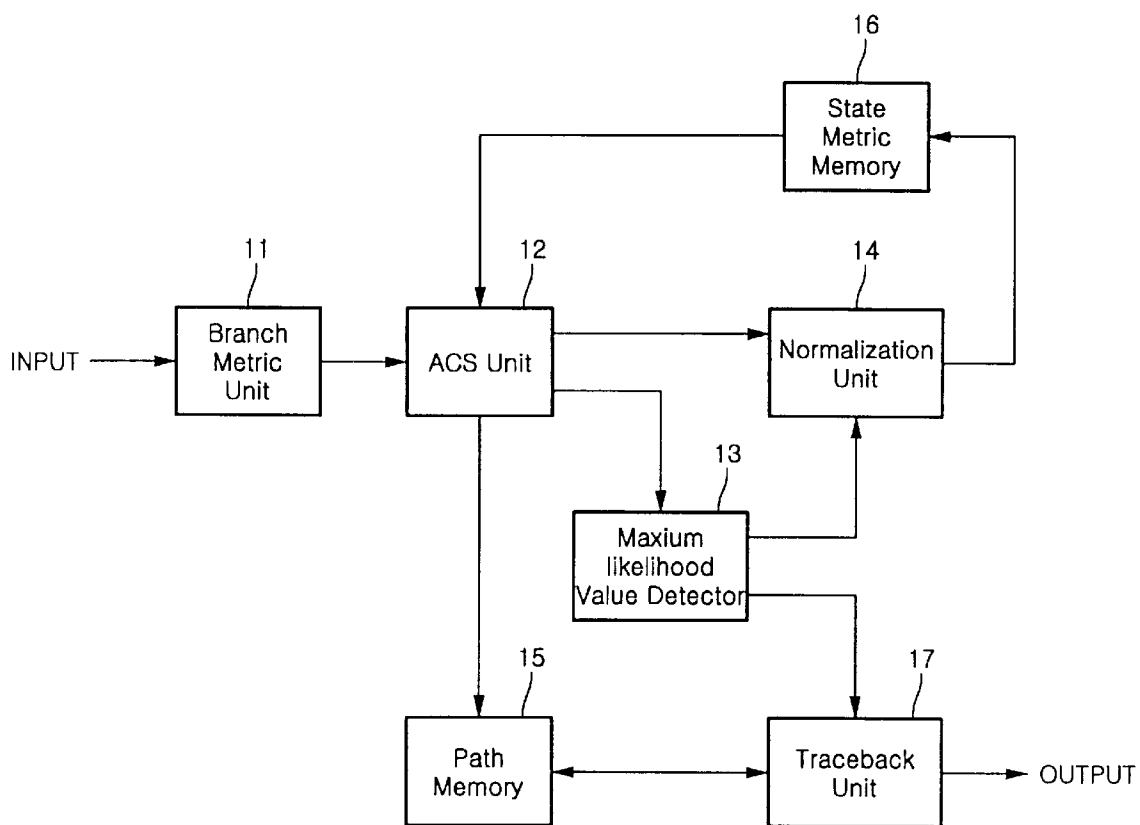 16
State
Metric
Memory
11
12
14
INPUT
Branch
Metric
Unit
ACS Unit
Normalization
Unit
13
Maxium
likelihood
Value Detector
15
17
Path
Memory
Traceback
Unit
OUTPUT